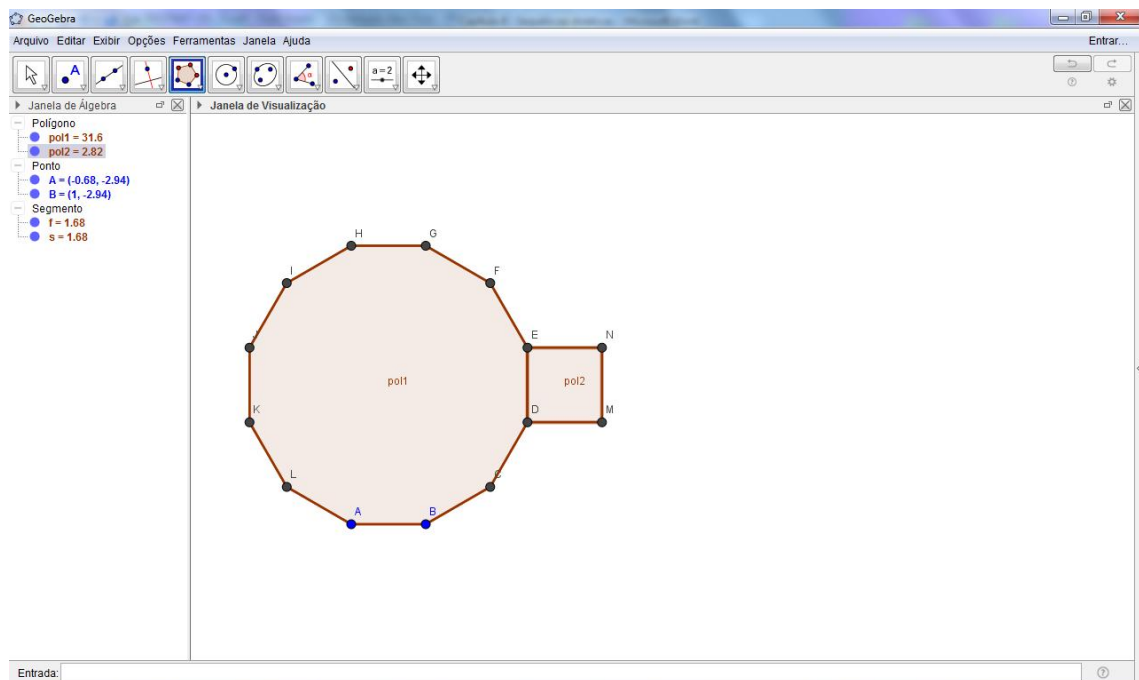 GeoGebra
Arquivo Editar Exibir Opções Ferramentas Janela Ajuda
Entrar...
A
α
a=2
Janela de Álgebra
Janela de Visualização
Polígono
pol1 = 31.6
pol2 = 2.82
Ponto
A = (-0.68, -2.94)
B = (1, -2.94)
Segmento
f = 1.68
s = 1.68
H
G
I
F
J
E
N
pol1
pol2
K
D
M
L
C
A
B
Entrada: